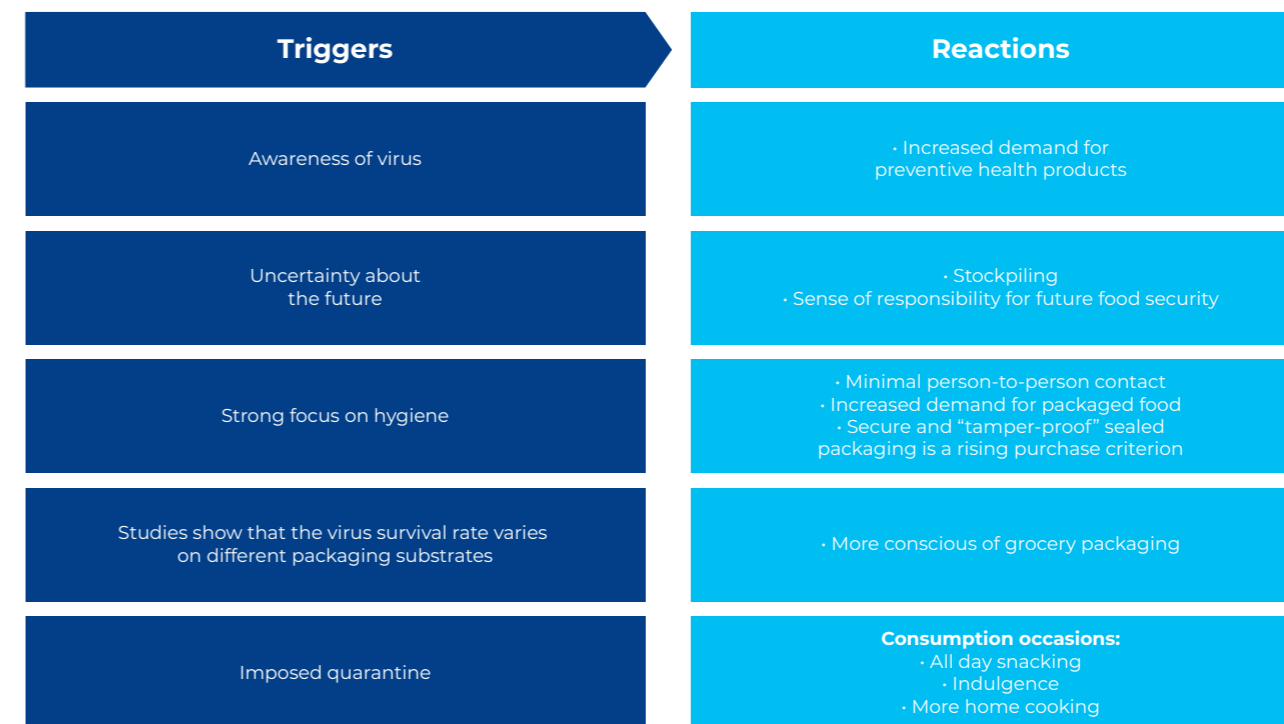 Triggers
Reactions
Awareness of virus
• Increased demand for
preventive health products
Uncertainty about
the future
• Stockpiling
• Sense of responsibility for future food security
Strong focus on hygiene
• Minimal person-to-person contact
• Increased demand for packaged food
• Secure and “tamper-proof” sealed
packaging is a rising purchase criterion
Studies show that the virus survival rate varies
on different packaging substrates
• More conscious of grocery packaging
Imposed quarantine
Consumption occasions:
• All day snacking
• Indulgence
• More home cooking